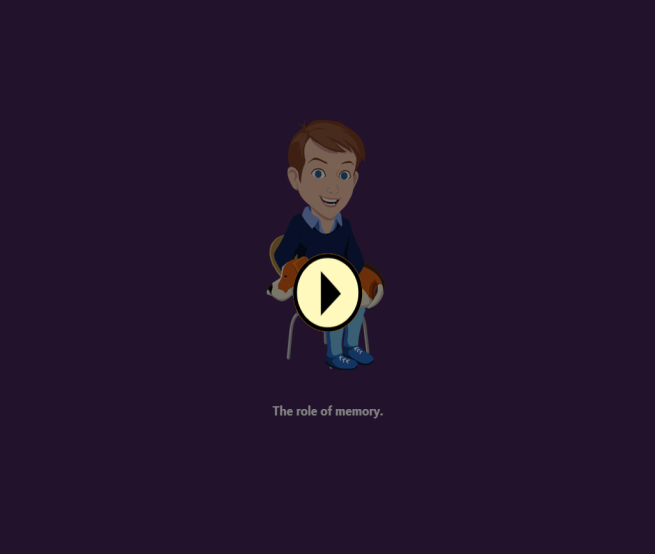 The role of memory.